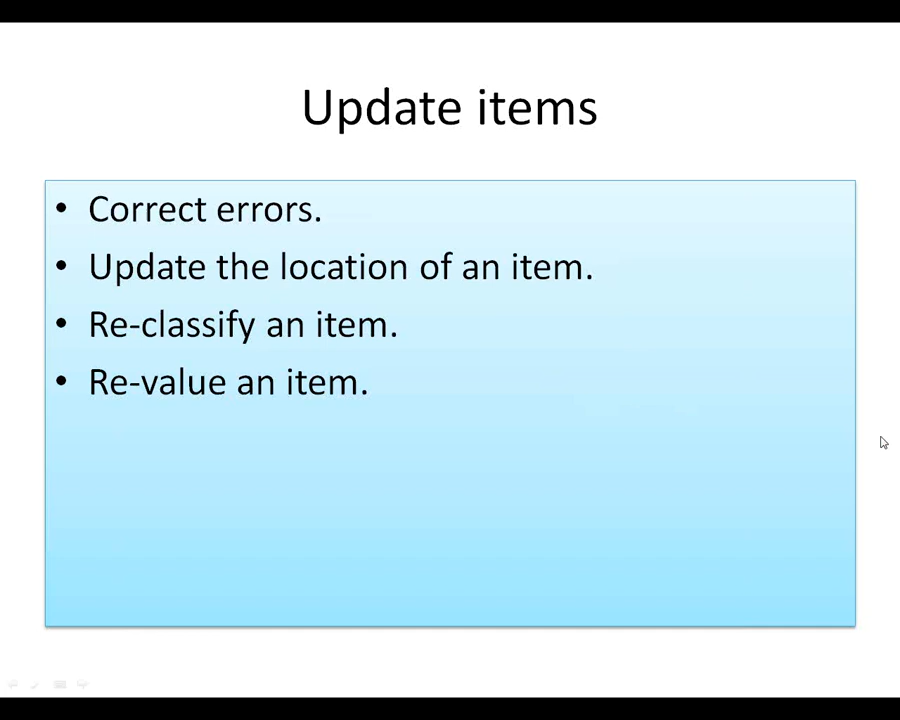 Update items
• Correct errors.
• Update the location of an item.
• Re-classify an item.
• Re-value an item.